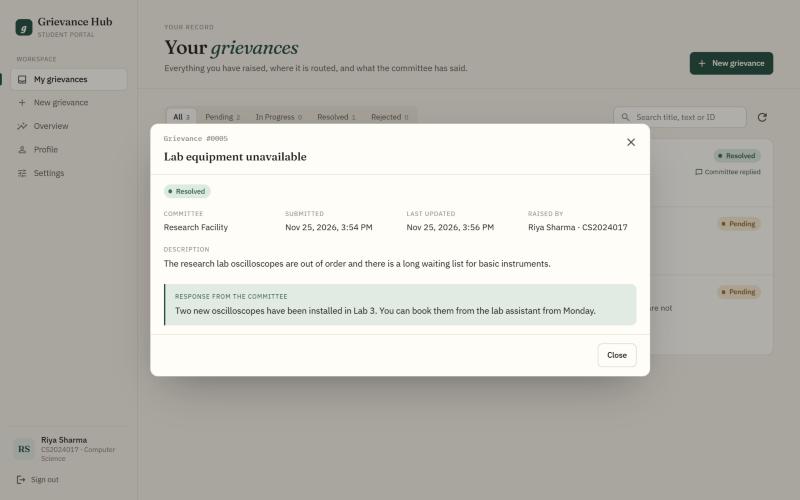 g
Grievance Hub
STUDENT PORTAL
WORKSPACE
My grievances
New grievance
Overview
Profile
Settings
RS
Riya Sharma
CS2024017 · Computer
Science
Sign out
YOUR RECORD
Your grievances
Everything you have raised, where it is routed, and what the committee has said.
New grievance
All 3
Pending 2
In Progress 0
Resolved 1
Rejected 0
Search title, text or ID
Resolved
Committee replied
Pending
Pending
are not
Grievance #0005
Lab equipment unavailable
Resolved
COMMITTEE
Research Facility
SUBMITTED
Nov 25, 2026, 3:54 PM
LAST UPDATED
Nov 25, 2026, 3:56 PM
RAISED BY
Riya Sharma · CS2024017
DESCRIPTION
The research lab oscilloscopes are out of order and there is a long waiting list for basic instruments.
RESPONSE FROM THE COMMITTEE
Two new oscilloscopes have been installed in Lab 3. You can book them from the lab assistant from Monday.
Close